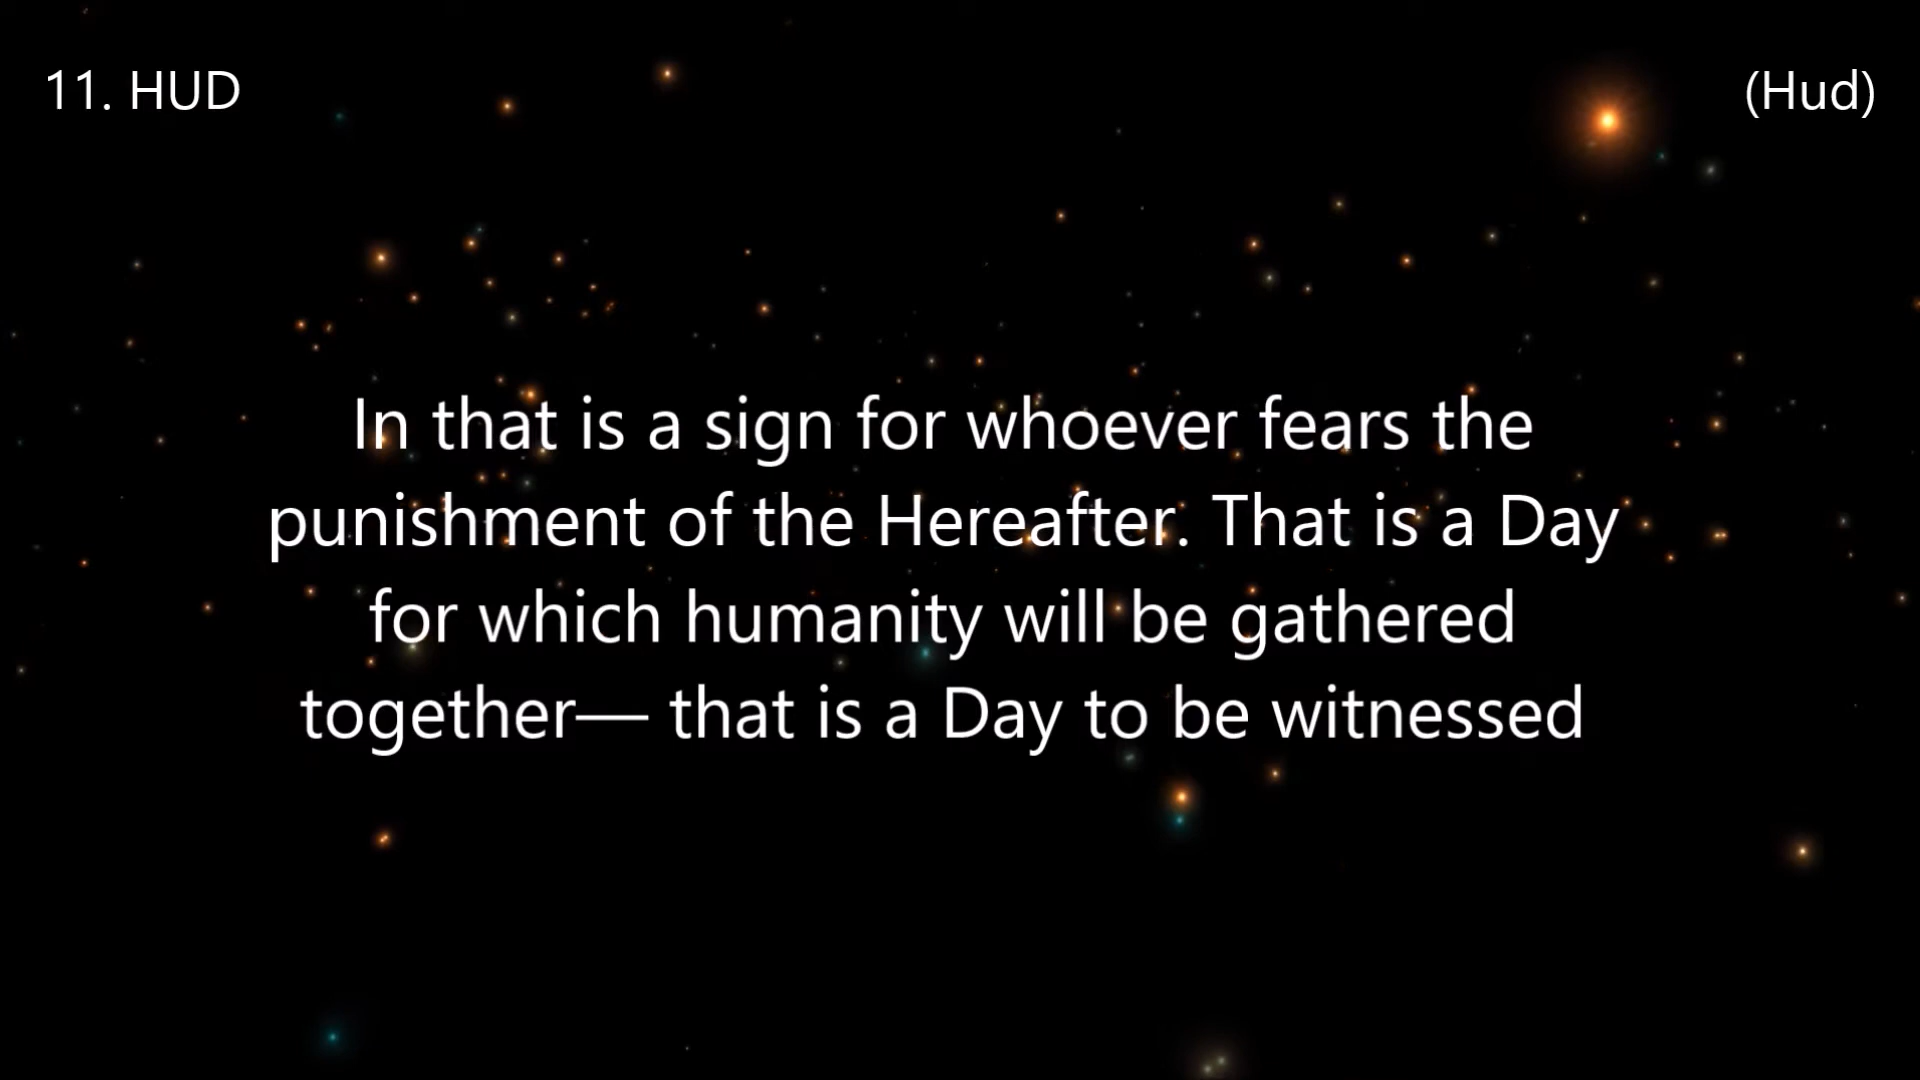 11. HUD
(Hud)
In that is a sign for whoever fears the
punishment of the Hereafter. That is a Day
for which humanity will be gathered
together— that is a Day to be witnessed